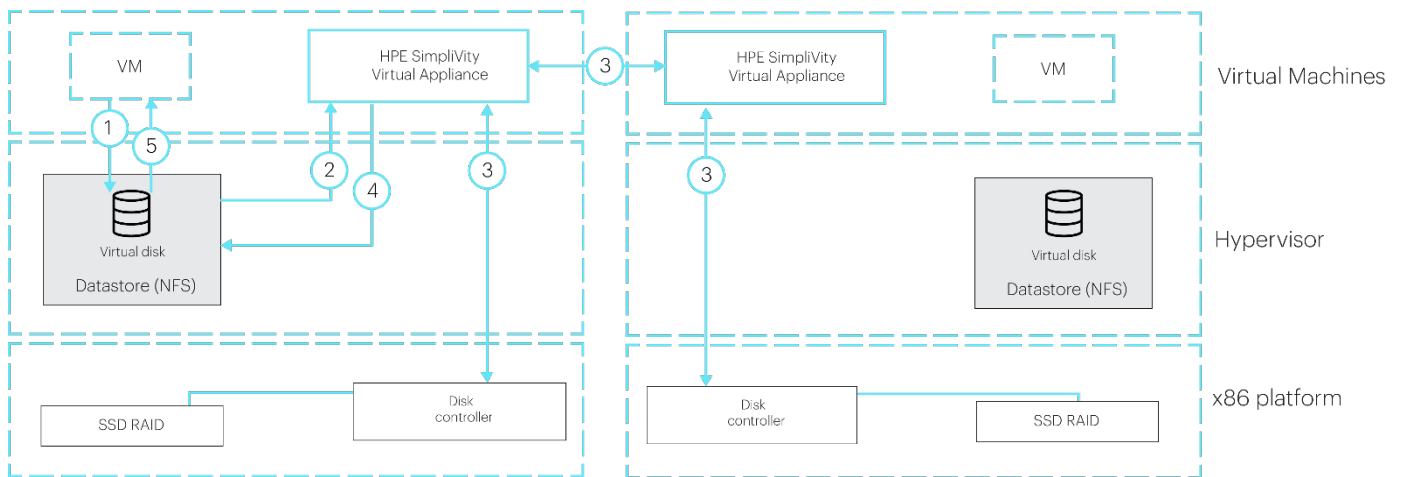 VM
HPE SimpliVity
Virtual Appliance
3
HPE SimpliVity
Virtual Appliance
VM
Virtual Machines
1
5
2
4
3
3
Virtual disk
Datastore (NFS)
Virtual disk
Datastore (NFS)
Hypervisor
SSD RAID
Disk
controller
Disk
controller
SSD RAID
x86 platform